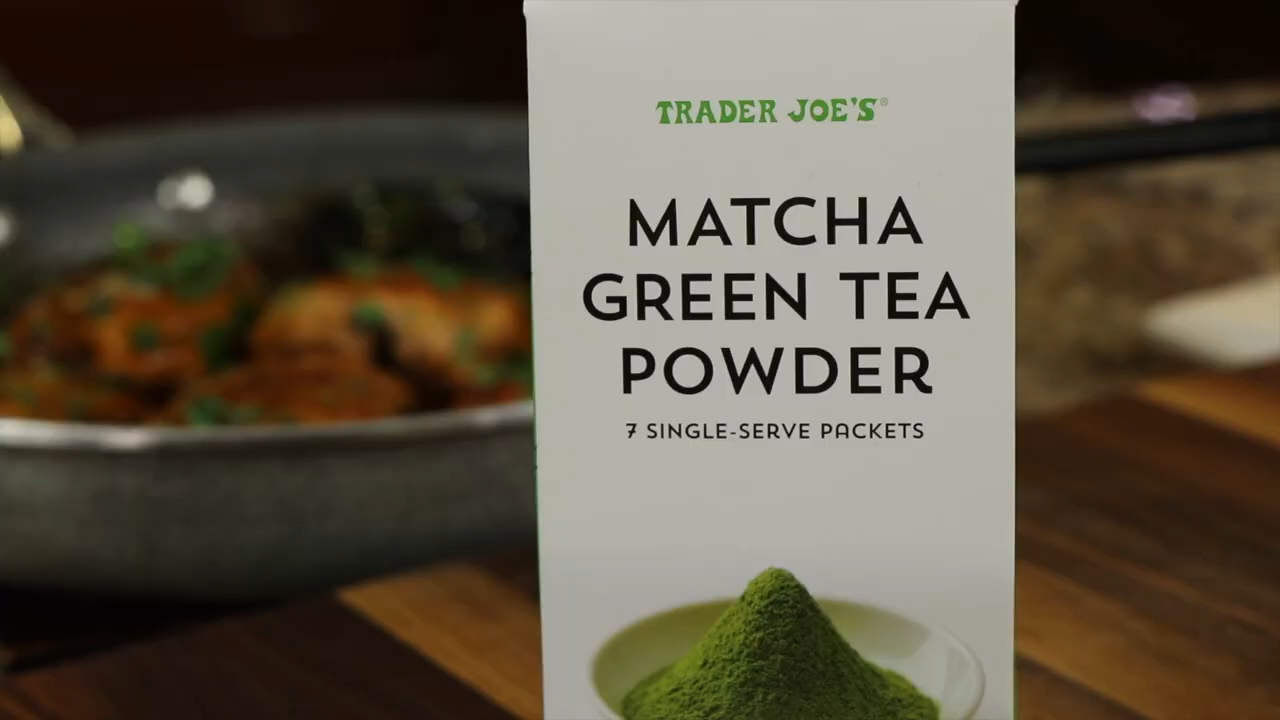 TRADER JOE'S®
MATCHA
GREEN TEA
POWDER
7 SINGLE-SERVE PACKETS